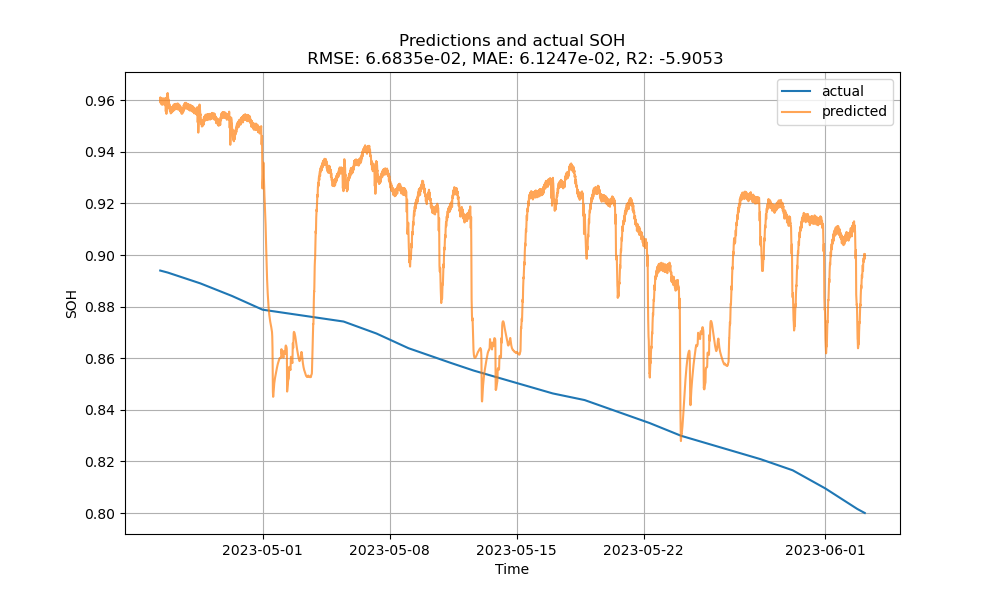 Predictions and actual SOH
RMSE: 6.6835e-02, MAE: 6.1247e-02, R2: -5.9053
actual
predicted
0.96
0.94
0.92
0.90
0.88
0.86
0.84
0.82
0.80
SOH
2023-05-01
2023-05-08
2023-05-15
2023-05-22
2023-06-01
Time